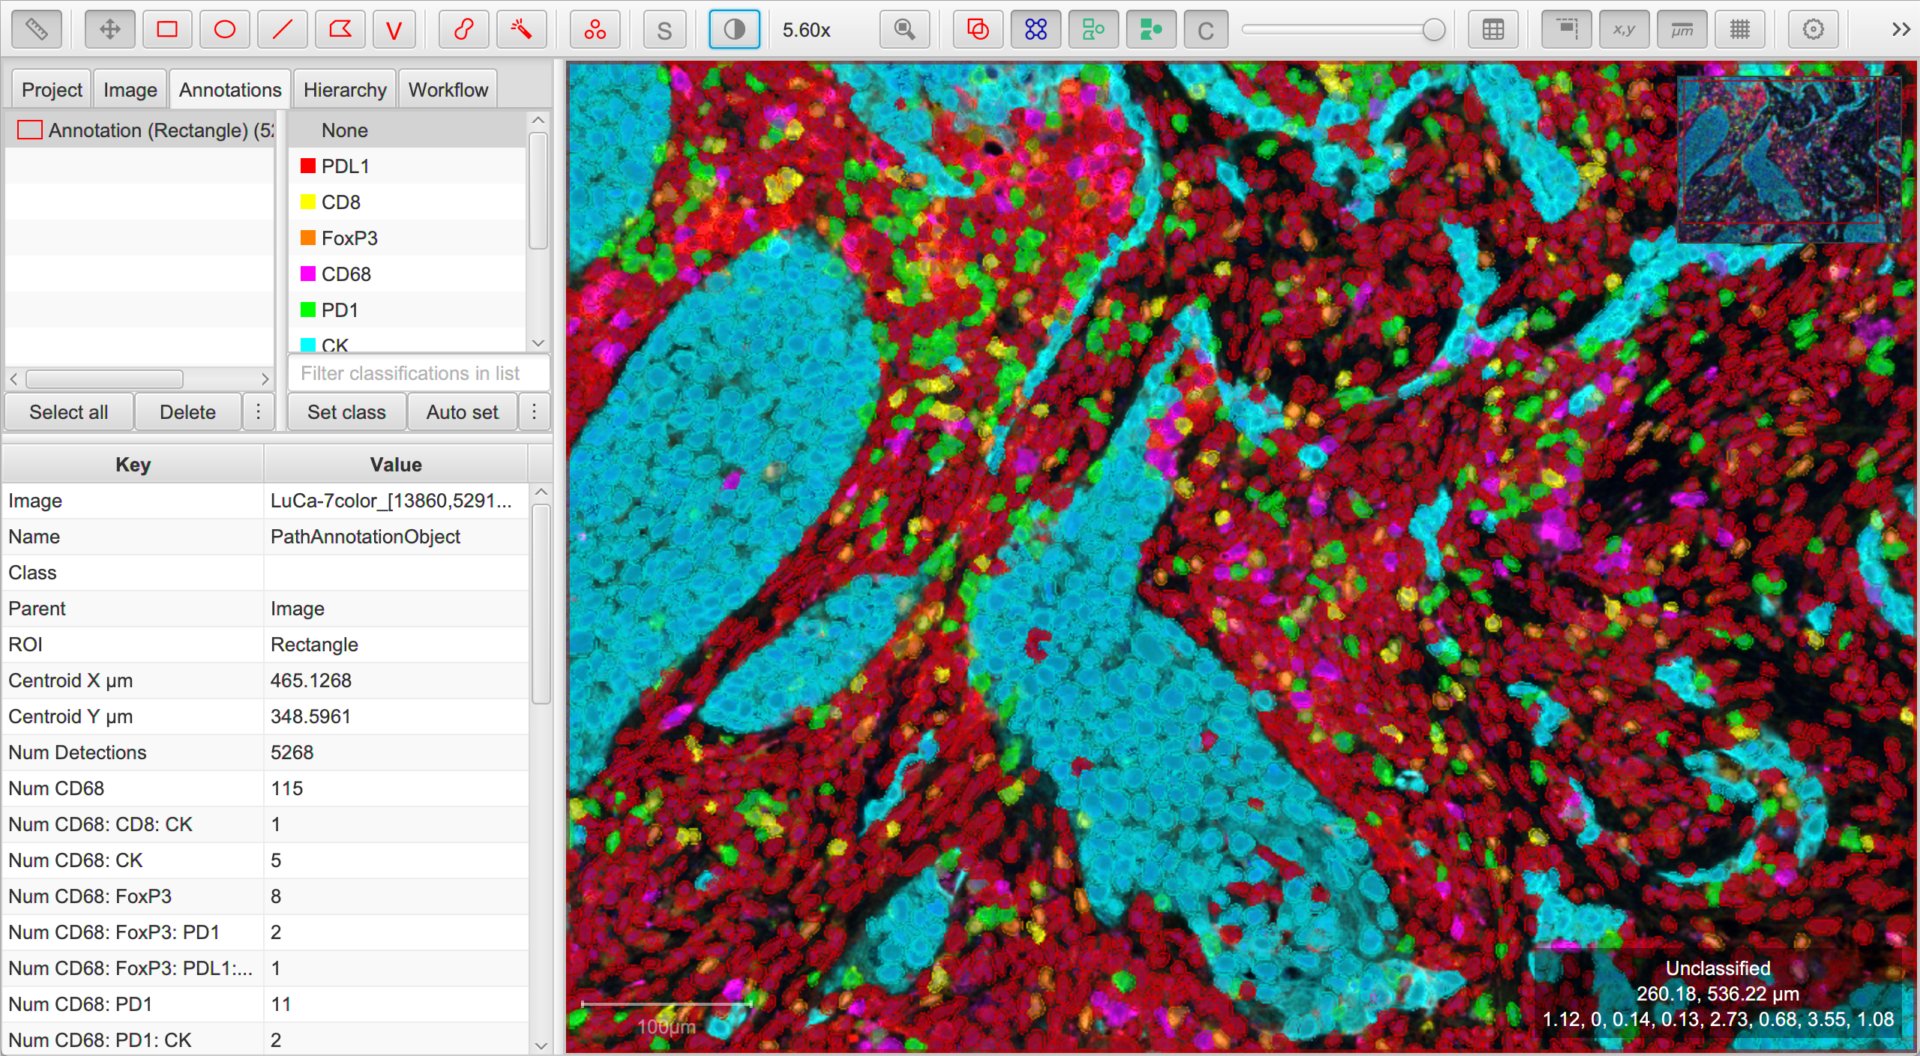 S
5.60x
C
x,y
µm
Project
Image
Annotations
Hierarchy
Workflow
Annotation (Rectangle) (52
None
PDL1
CD8
FoxP3
CD68
PD1
CK
Filter classifications in list
Select all
Delete
Set class
Auto set
Key Value
Image LuCa-7color_[13860,5291...
Name PathAnnotationObject
Class
Parent Image
ROI Rectangle
Centroid X µm 465.1268
Centroid Y µm 348.5961
Num Detections 5268
Num CD68 115
Num CD68: CD8: CK 1
Num CD68: CK 5
Num CD68: FoxP3 8
Num CD68: FoxP3: PD1 2
Num CD68: FoxP3: PDL1:... 1
Num CD68: PD1 11
Num CD68: PD1: CK 2
100µm
Unclassified
260.18, 536.22 µm
1.12, 0, 0.14, 0.13, 2.73, 0.68, 3.55, 1.08